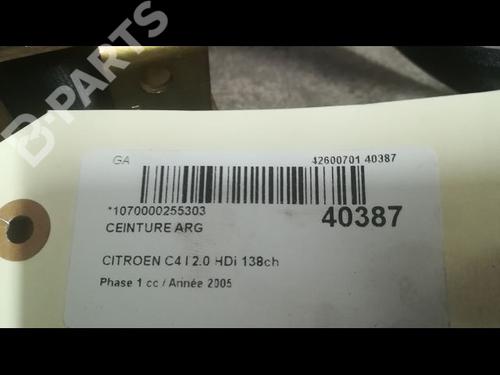 B-PARTS
GA 42600701 40387
*1070000255303 40387
CEINTURE ARG
CITROEN C4 I 2.0 HDi 138ch
Phase 1 cc / Année 2005